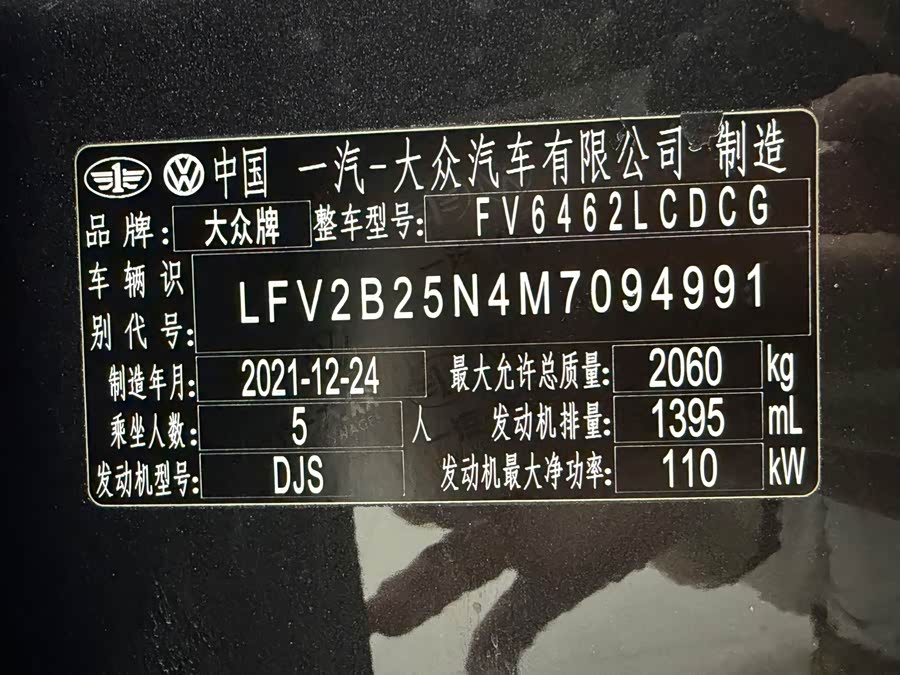 中国 一汽-大众汽车有限公司 制造
品牌: 大众牌 整车型号: FV6462LCDCG
车辆识别代号: LFV2B25N4M7094991
制造年月: 2021-12-24 最大允许总质量: 2060 kg
乘坐人数: 5 人 发动机排量: 1395 mL
发动机型号: DJS 发动机最大净功率: 110 kW